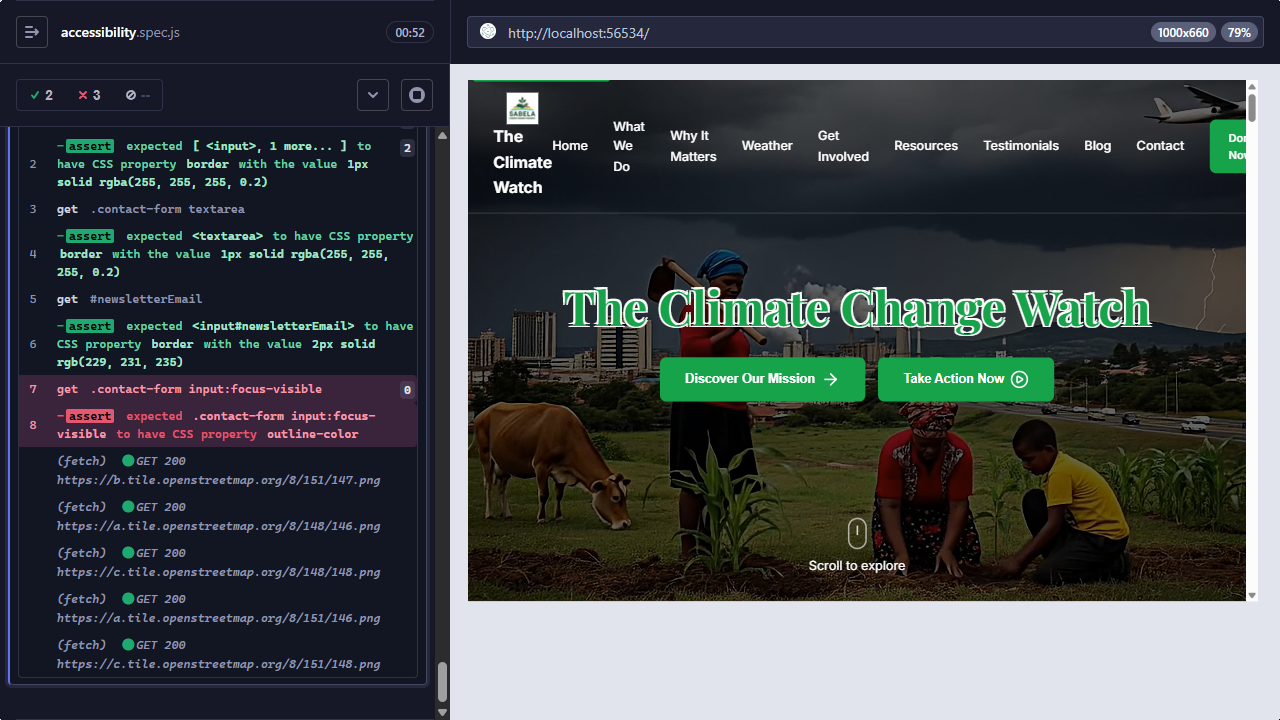 accessibility.spec.js
00:52
2
3
--
2
-assert expected [ <input>, 1 more... ] to
have CSS property border with the value 1px
solid rgba(255, 255, 255, 0.2)
2
3 get .contact-form textarea
4
-assert expected <textarea> to have CSS property
border with the value 1px solid rgba(255, 255,
255, 0.2)
5 get #newsletterEmail
6
-assert expected <input#newsletterEmail> to have
CSS property border with the value 2px solid
rgb(229, 231, 235)
7 get .contact-form input:focus-visible 0
8
-assert expected .contact-form input:focus-
visible to have CSS property outline-color
(fetch) GET 200
https://b.tile.openstreetmap.org/8/151/147.png
(fetch) GET 200
https://a.tile.openstreetmap.org/8/148/146.png
(fetch) GET 200
https://c.tile.openstreetmap.org/8/148/148.png
(fetch) GET 200
https://a.tile.openstreetmap.org/8/151/146.png
(fetch) GET 200
https://c.tile.openstreetmap.org/8/151/148.png
http://localhost:56534/
1000x660
79%
SABELA
The
Climate
Watch
Home
What
We
Do
Why It
Matters
Weather
Get
Involved
Resources
Testimonials
Blog
Contact
The Climate Change Watch
Discover Our Mission
Take Action Now
Scroll to explore